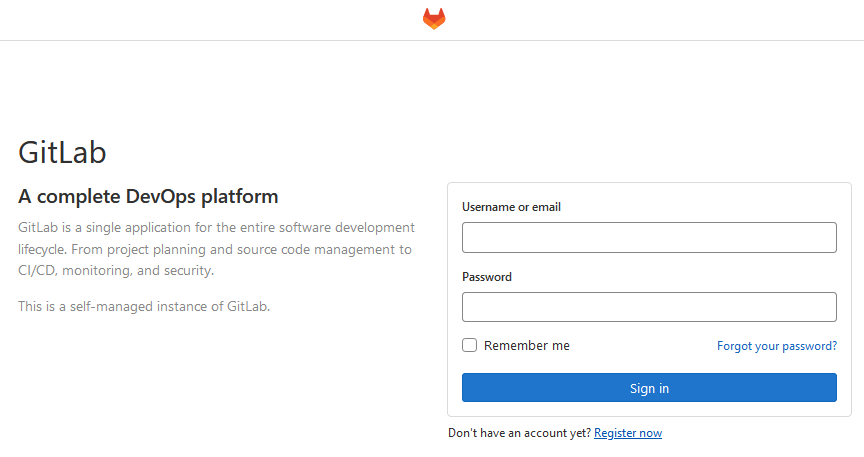 GitLab
A complete DevOps platform
GitLab is a single application for the entire software development
lifecycle. From project planning and source code management to
CI/CD, monitoring, and security.
This is a self-managed instance of GitLab.
Username or email
Password
Remember me
Forgot your password?
Sign in
Don't have an account yet? Register now